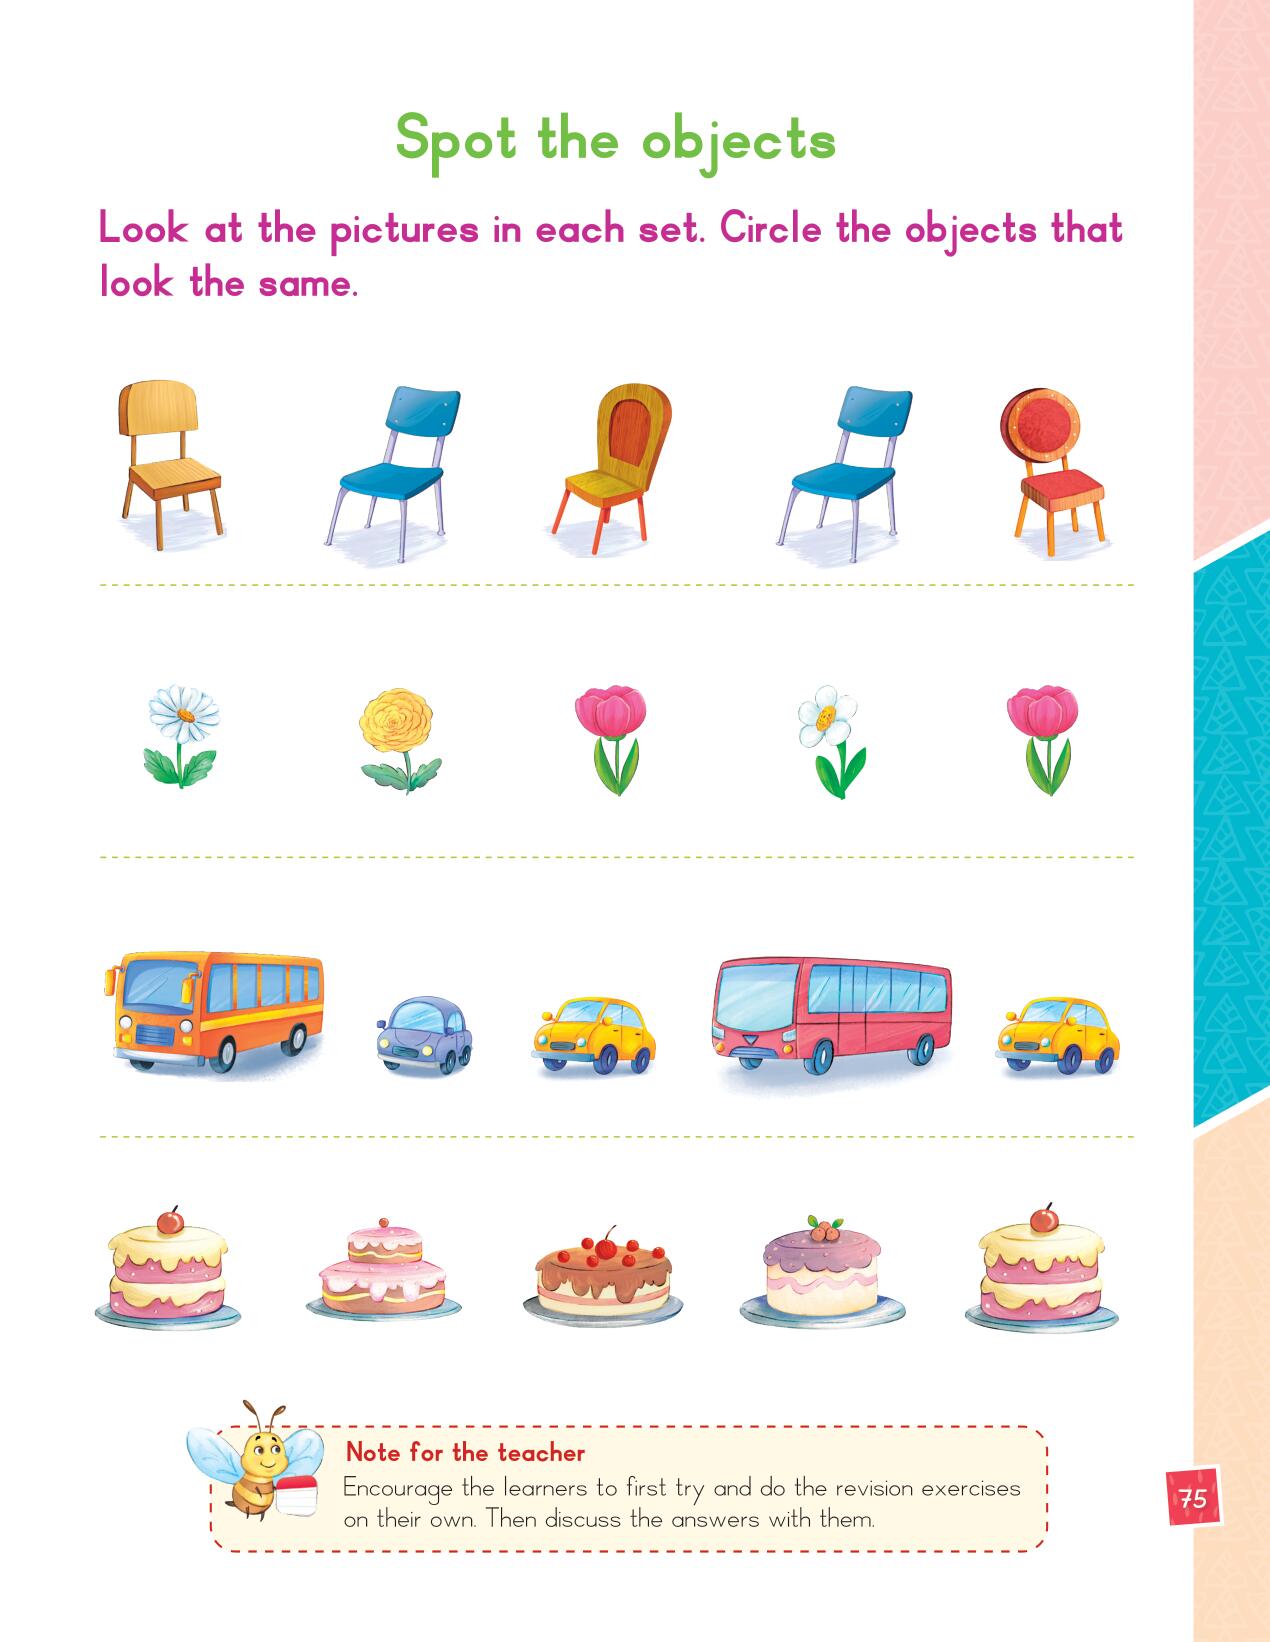 Spot the objects
Look at the pictures in each set. Circle the objects that
look the same.
Note for the teacher
Encourage the learners to first try and do the revision exercises
on their own. Then discuss the answers with them.
75